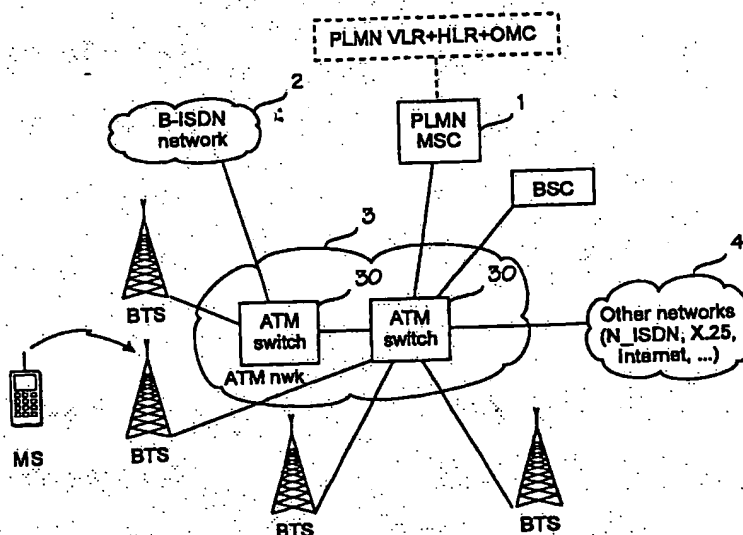 PLMN VLR+HLR+OMC
2
B-ISDN
network
1
PLMN
MSC
BSC
3
30
30
4
BTS
ATM
switch
ATM
switch
ATM nwk
Other networks
(N_ISDN, X.25,
internet, ...)
MS
BTS
BTS
BTS